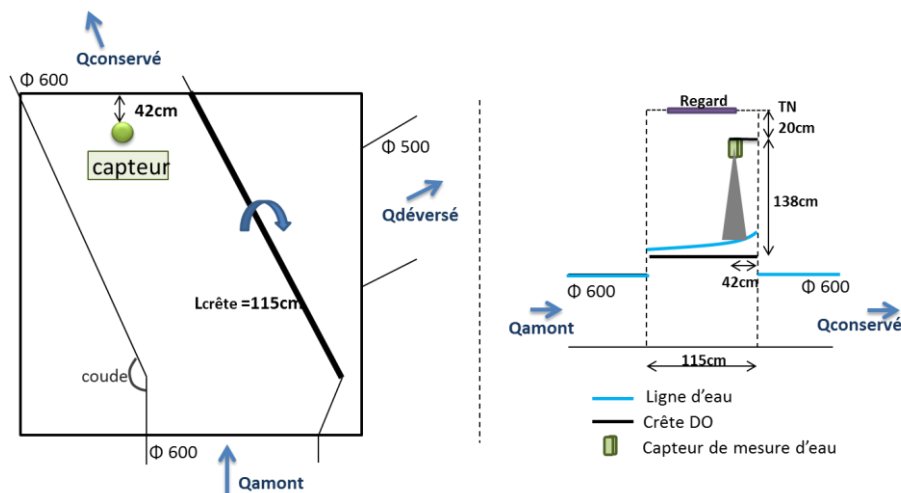 Qconservé
Φ 600
42cm
capteur
Φ 500
Qdéversé
Lcrête =115cm
coude
Φ 600
Qamont
Regard
TN
20cm
138cm
42cm
Φ 600
Φ 600
Qamont
Qconservé
115cm
Ligne d'eau
Crête DO
Capteur de mesure d'eau